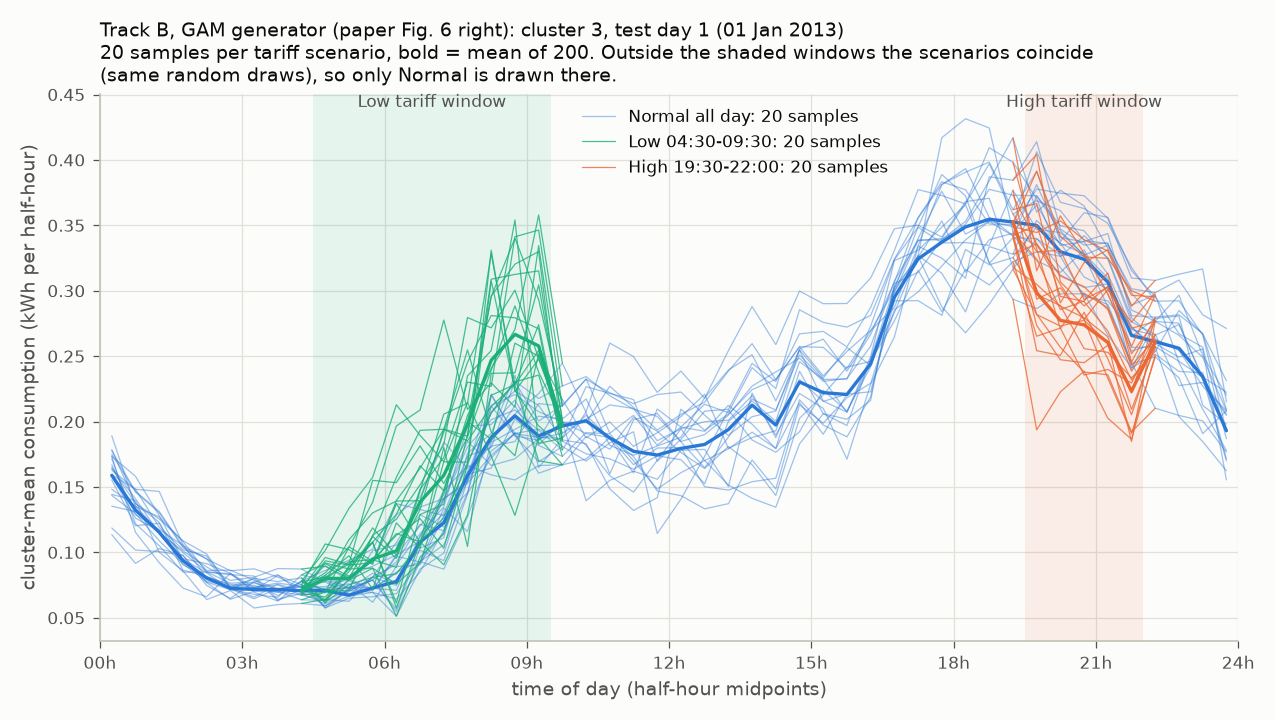 Track B, GAM generator (paper Fig. 6 right): cluster 3, test day 1 (01 Jan 2013)
20 samples per tariff scenario, bold = mean of 200. Outside the shaded windows the scenarios coincide
(same random draws), so only Normal is drawn there.
Low tariff window
High tariff window
Normal all day: 20 samples
Low 04:30-09:30: 20 samples
High 19:30-22:00: 20 samples
cluster-mean consumption (kWh per half-hour)
0.45
0.40
0.35
0.30
0.25
0.20
0.15
0.10
0.05
00h
03h
06h
09h
12h
15h
18h
21h
24h
time of day (half-hour midpoints)